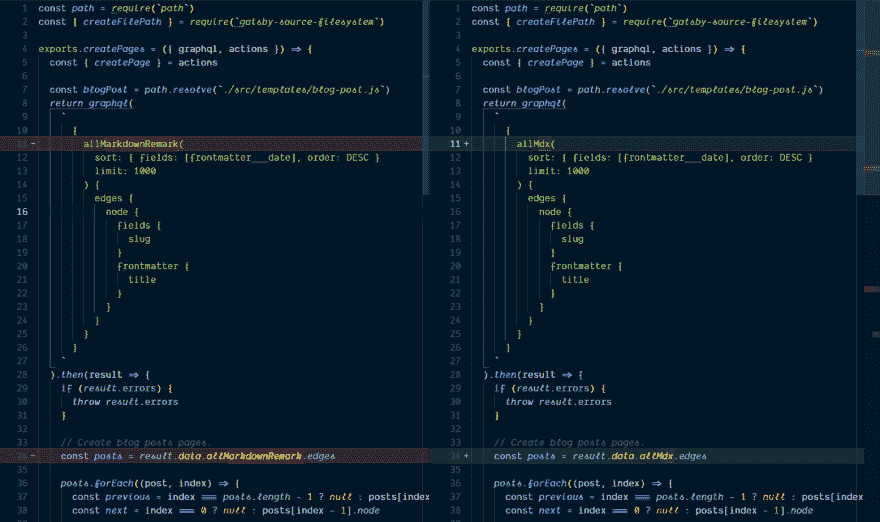 1 const path = require(`path`)
2 const { createFilePath } = require(`gatsby-source-filesystem`)
3
4 exports.createPages = ({ graphql, actions }) => {
5 const { createPage } = actions
6
7 const blogPost = path.resolve(`./src/templates/blog-post.js`)
8 return graphql(
9 `
10 {
11 - allMarkdownRemark(
12 sort: { fields: [frontmatter___date], order: DESC }
13 limit: 1000
14 ) {
15 edges {
16 node {
17 fields {
18 slug
19 }
20 frontmatter {
21 title
22 }
23 }
24 }
25 }
26 }
27 `
28 ).then(result => {
29 if (result.errors) {
30 throw result.errors
31 }
32
33 // Create blog posts pages.
34 - const posts = result.data.allMarkdownRemark.edges
35
36 posts.forEach((post, index) => {
37 const previous = index === posts.length - 1 ? null : posts[index
38 const next = index === 0 ? null : posts[index - 1].node
1 const path = require(`path`)
2 const { createFilePath } = require(`gatsby-source-filesystem`)
3
4 exports.createPages = ({ graphql, actions }) => {
5 const { createPage } = actions
6
7 const blogPost = path.resolve(`./src/templates/blog-post.js`)
8 return graphql(
9 `
10 {
11 + allMdx(
12 sort: { fields: [frontmatter___date], order: DESC }
13 limit: 1000
14 ) {
15 edges {
16 node {
17 fields {
18 slug
19 }
20 frontmatter {
21 title
22 }
23 }
24 }
25 }
26 }
27 `
28 ).then(result => {
29 if (result.errors) {
30 throw result.errors
31 }
32
33 // Create blog posts pages.
34 + const posts = result.data.allMdx.edges
35
36 posts.forEach((post, index) => {
37 const previous = index === posts.length - 1 ? null : posts[index
38 const next = index === 0 ? null : posts[index - 1].node